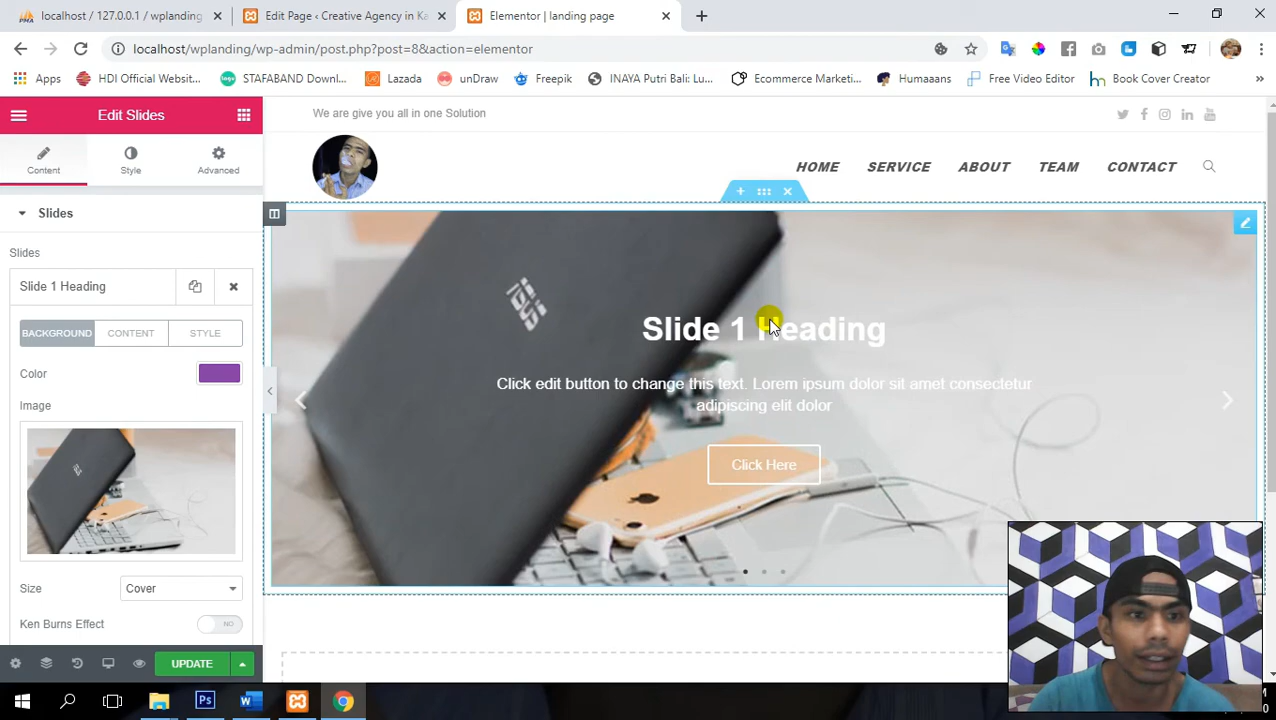 localhost / 127.0.0.1 / wplanding
Edit Page ‹ Creative Agency in Ka
Elementor | landing page
localhost/wplanding/wp-admin/post.php?post=8&action=elementor
Apps
HDI Official Websit...
STAFABAND Downl...
Lazada
unDraw
Freepik
INAYA Putri Bali: Lu...
Ecommerce Marketi...
Humaaans
Free Video Editor
Book Cover Creator
»
Edit Slides
Content
Style
Advanced
Slides
Slides
Slide 1 Heading
BACKGROUND
CONTENT
STYLE
Color
Image
Size
Cover
Ken Burns Effect
NO
UPDATE
We are give you all in one Solution
HOME
SERVICE
ABOUT
TEAM
CONTACT
Slide 1 Heading
Click edit button to change this text. Lorem ipsum dolor sit amet consectetur
adipiscing elit dolor
Click Here